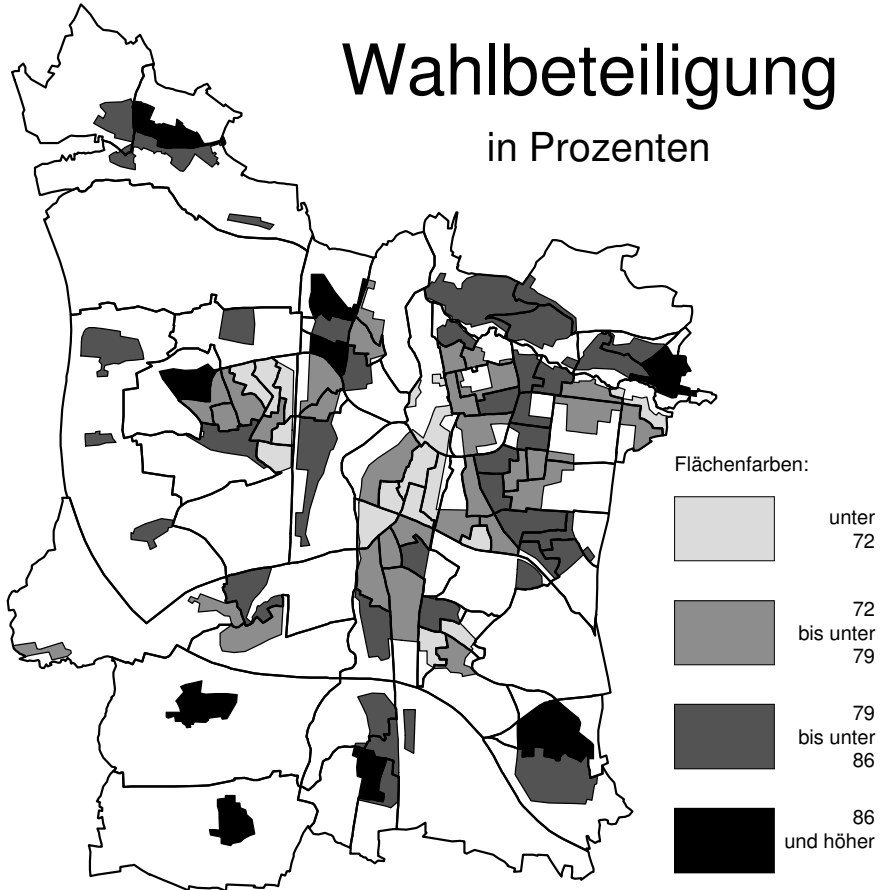 Wahlbeteiligung
in Prozenten
Flächenfarben:
unter
72
72
bis unter
79
79
bis unter
86
86
und höher